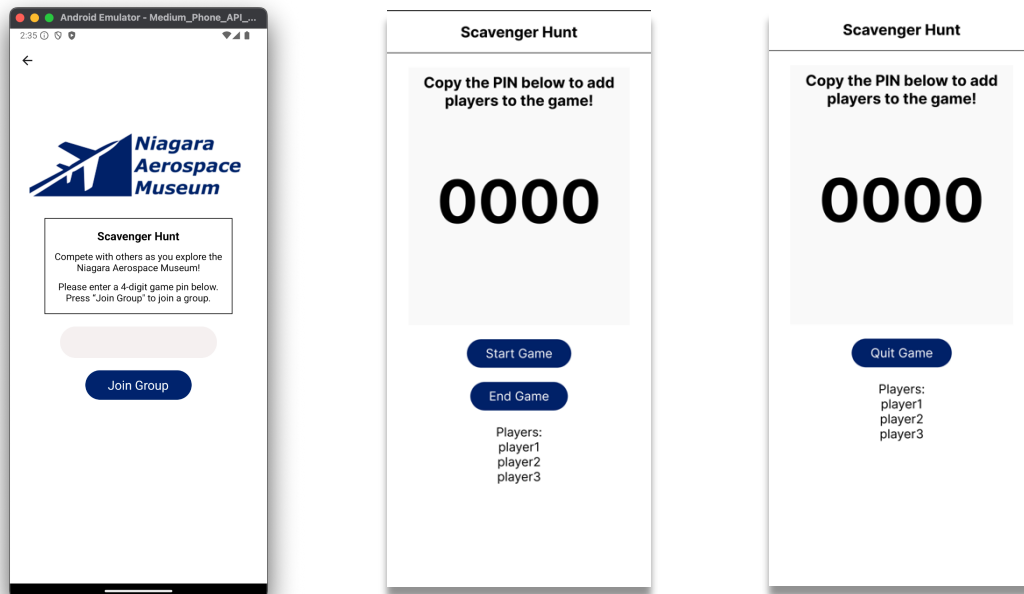 Android Emulator - Medium_Phone_API_...
2:35
Niagara
Aerospace
Museum
Scavenger Hunt
Compete with others as you explore the
Niagara Aerospace Museum!
Please enter a 4-digit game pin below.
Press "Join Group" to join a group.
Join Group
Scavenger Hunt
Copy the PIN below to add
players to the game!
0000
Start Game
End Game
Players:
player1
player2
player3
Scavenger Hunt
Copy the PIN below to add
players to the game!
0000
Quit Game
Players:
player1
player2
player3